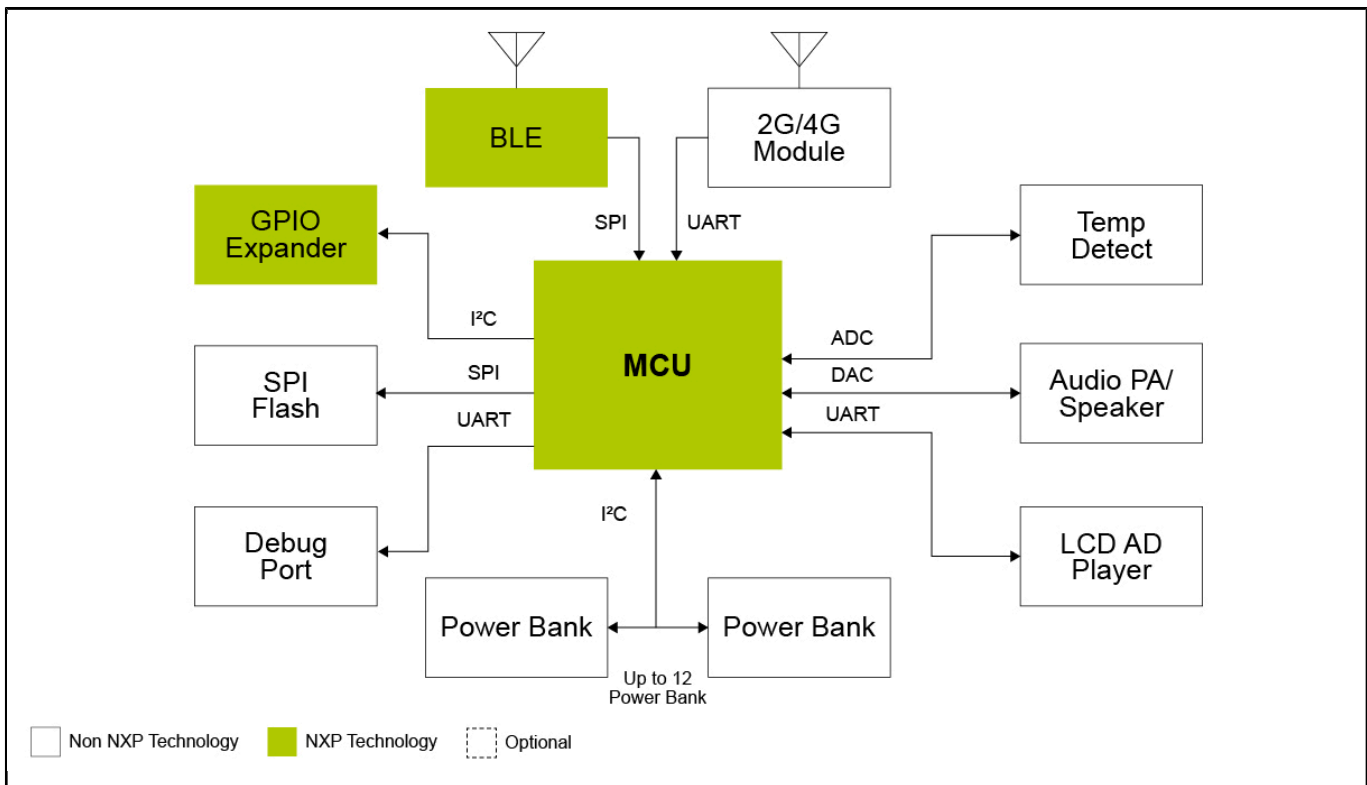 BLE
2G/4G
Module
GPIO
Expander
SPI
UART
Temp
Detect
I²C
ADC
MCU
SPI
Flash
SPI
DAC
Audio PA/
Speaker
UART
UART
I²C
Debug
Port
LCD AD
Player
Power Bank
Power Bank
Up to 12
Power Bank
Non NXP Technology
NXP Technology
Optional